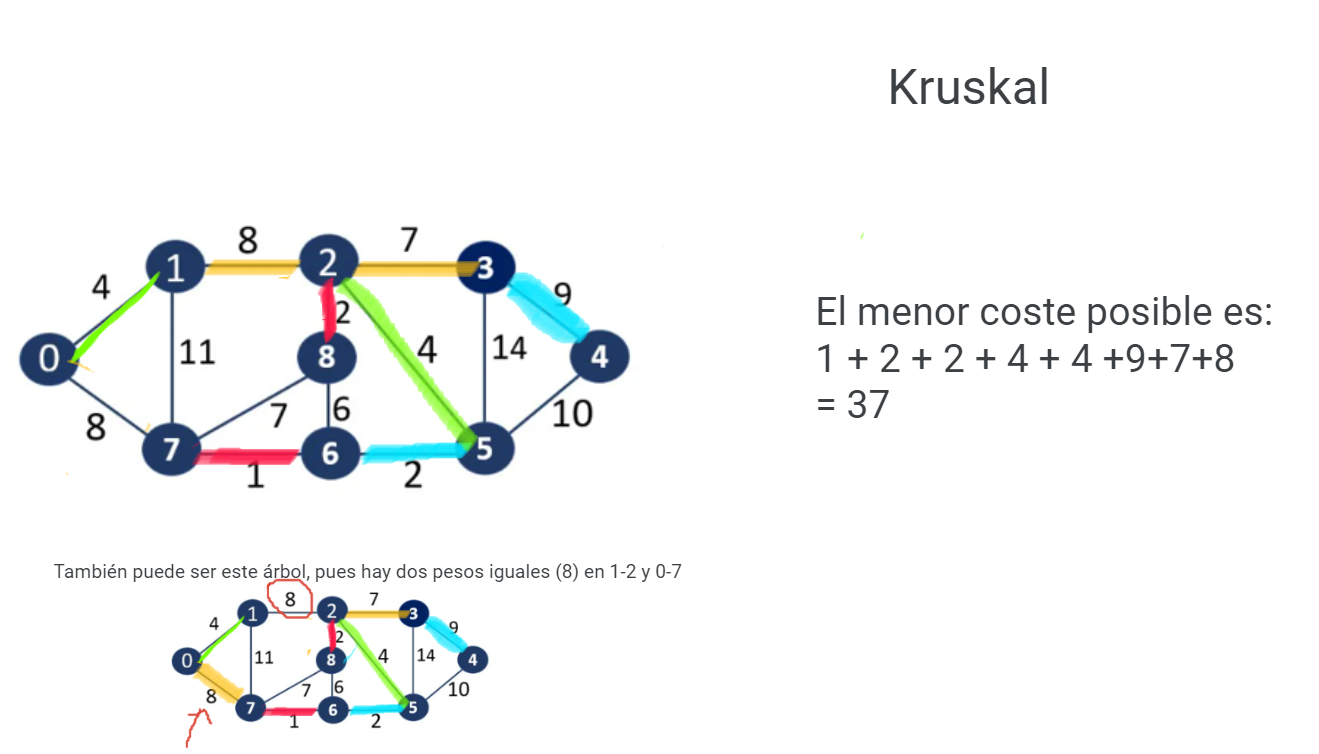 Kruskal
8 7
1 2 3
4 2 9
0 11 8 4 14 4
8 7 6 10
7 6 5
1 2
El menor coste posible es:
1 + 2 + 2 + 4 + 4 +9+7+8
= 37
También puede ser este árbol, pues hay dos pesos iguales (8) en 1-2 y 0-7
8 7
1 2 3
4 2 9
0 11 8 4 14 4
8 7 6 10
7 6 5
1 2